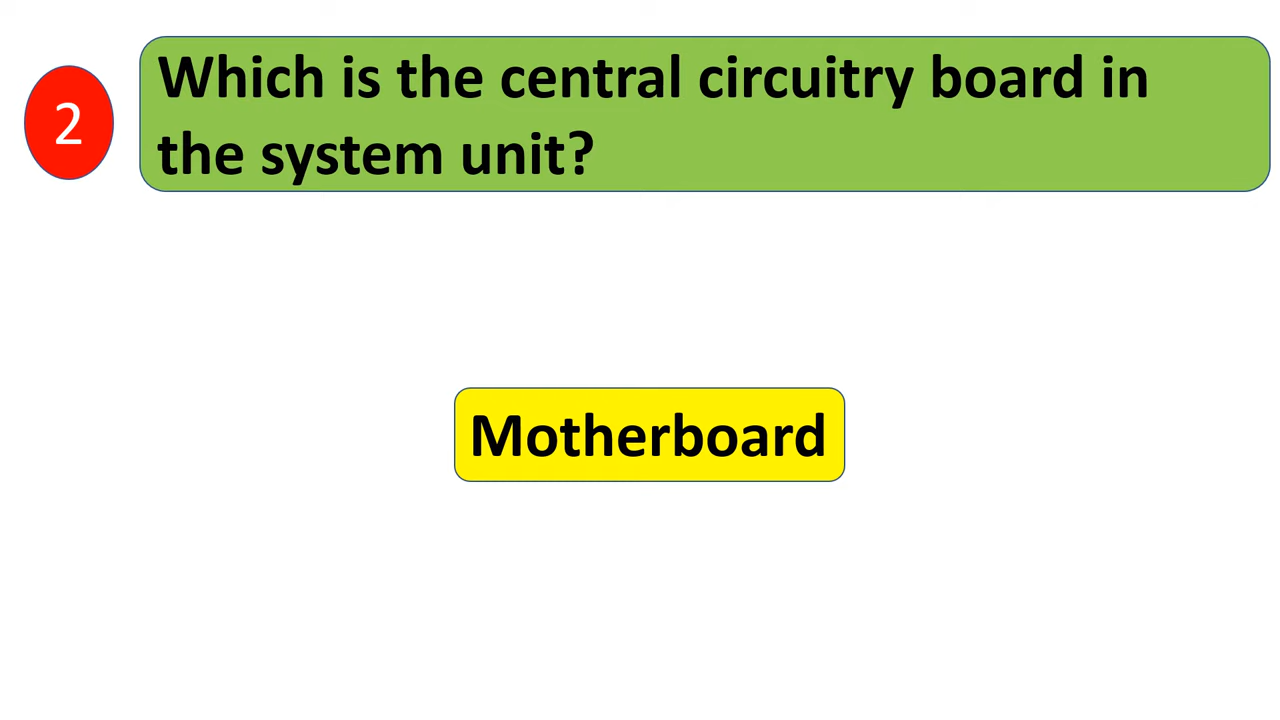 2
Which is the central circuitry board in
the system unit?
Motherboard